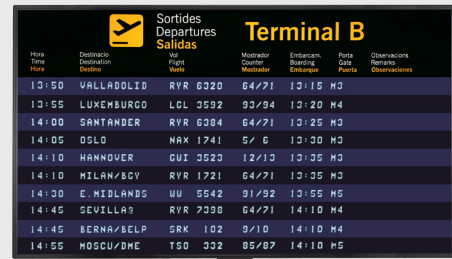 Sortides
Departures
Salidas
Terminal B
Hora Destinacio Vol Mostrador Embarcam. Porta Observacions
Time Destination Flight Counter Boarding Gate Remarks
Hora Destino Vuelo Mostrador Embarque Puerta Observaciones
13:50 VALLADOLID RYR 6320 64/71 13:15 M3
13:55 LUXEMBURGO LGL 3592 93/94 13:20 M4
14:00 SANTANDER RYR 6384 64/71 13:25 M3
14:05 OSLO NAX 1741 5/ 6 13:30 M3
14:10 HANNOVER GWI 3523 12/13 13:35 M3
14:10 MILAN/BGY RYR 1721 64/71 13:35 M3
14:30 E.MIDLANDS WW 5542 91/92 13:55 M5
14:45 SEVILLA RYR 7398 64/71 14:10 M4
14:45 BERNA/BELP SRK 102 9/10 14:10 M4
14:55 MOSCU/DME TSO 332 85/87 14:10 M5